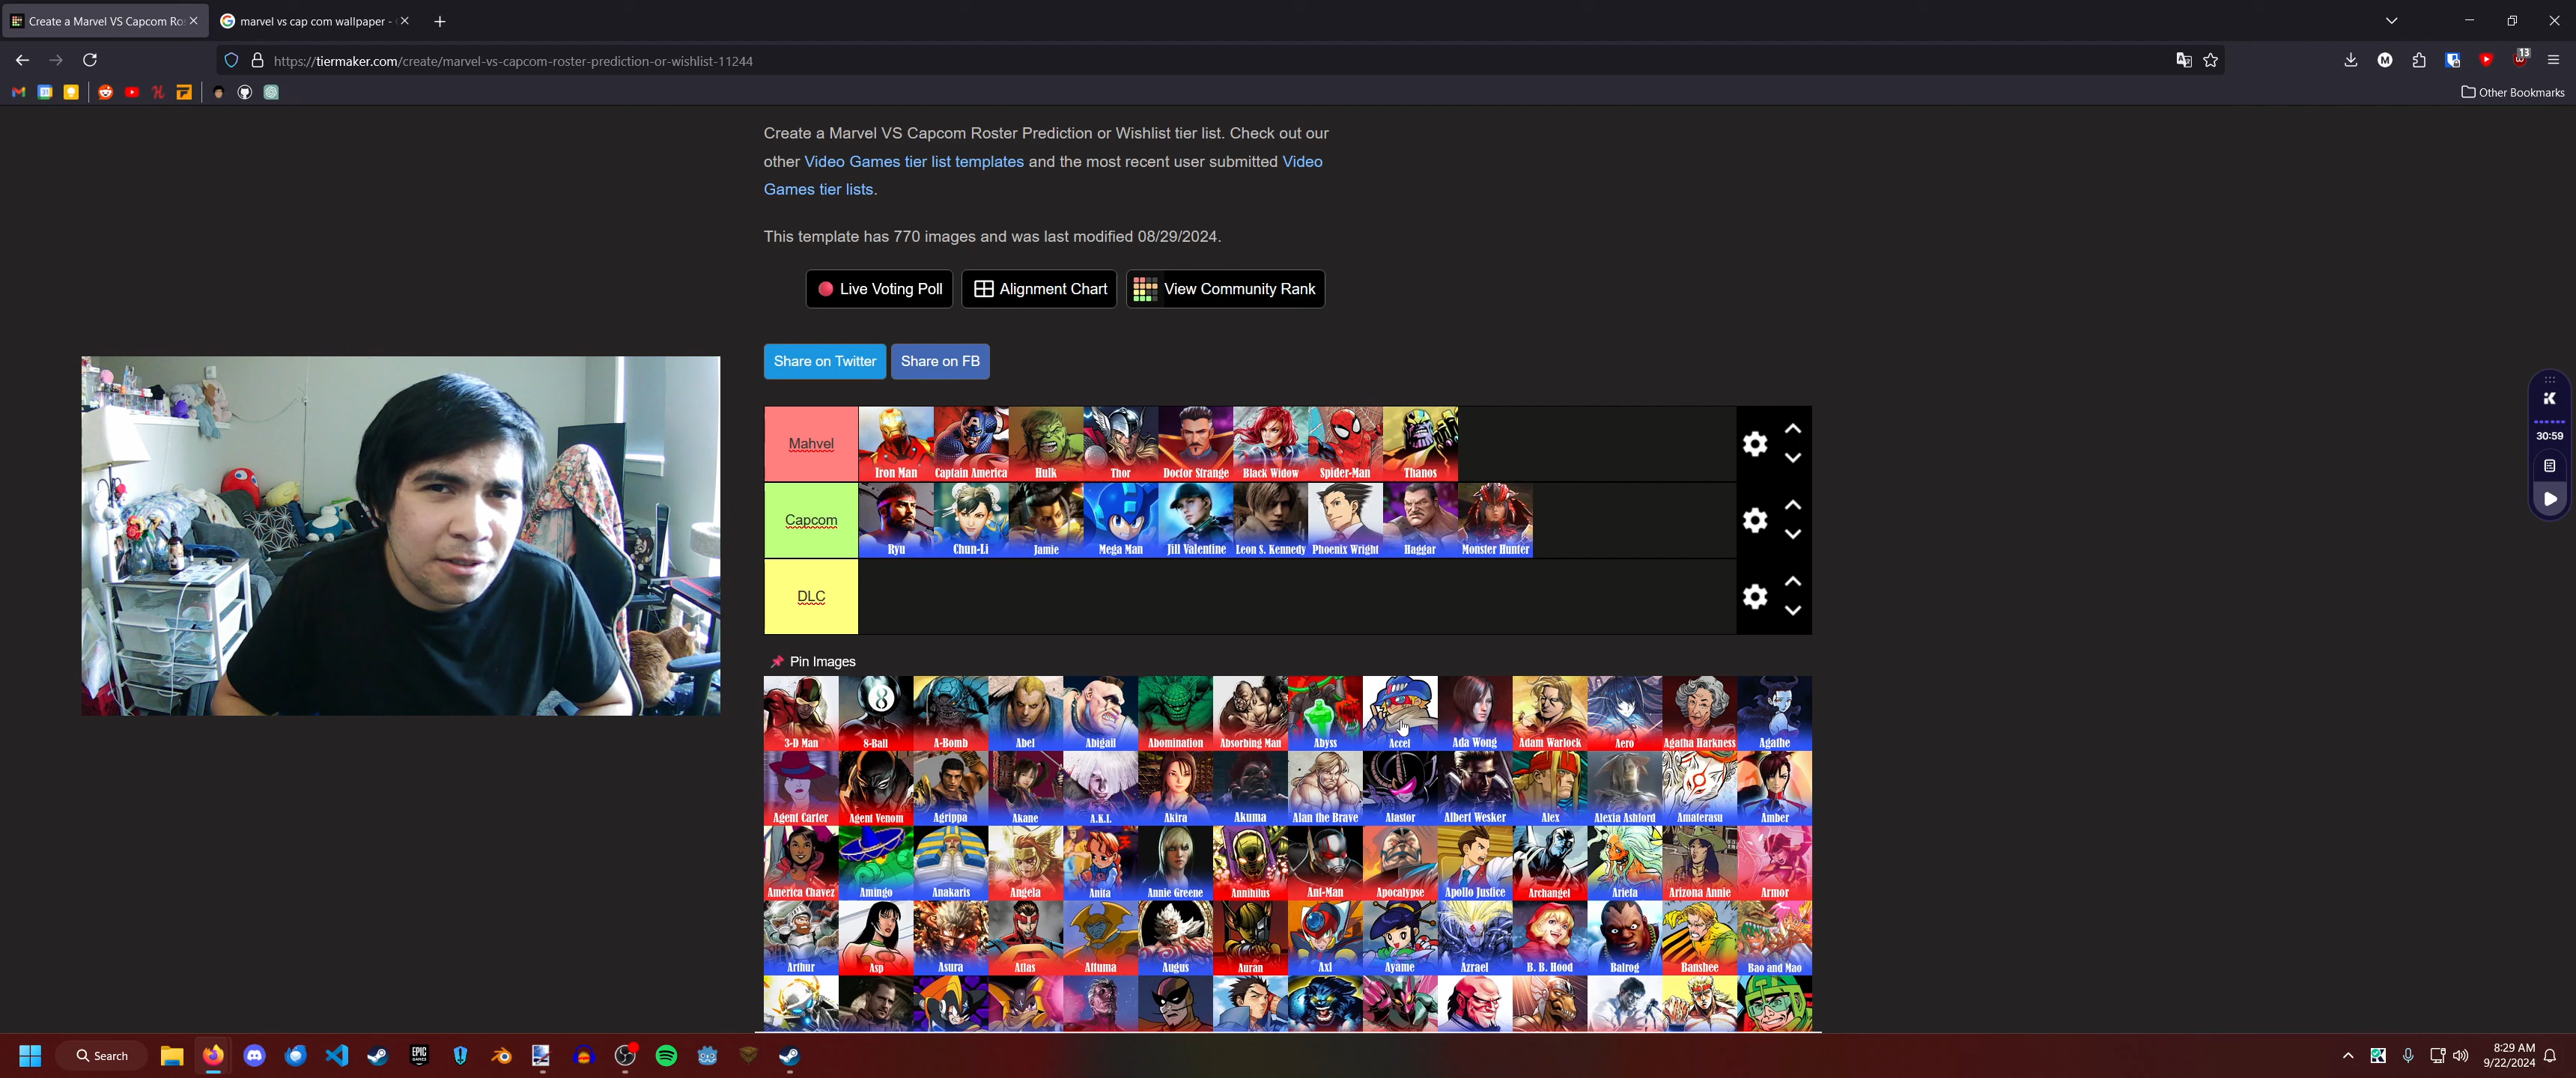 Create a Marvel VS Capcom Ro
marvel vs cap com wallpaper -
https://tiermaker.com/create/marvel-vs-capcom-roster-prediction-or-wishlist-11244
13
Other Bookmarks
Create a Marvel VS Capcom Roster Prediction or Wishlist tier list. Check out our
other Video Games tier list templates and the most recent user submitted Video
Games tier lists.
This template has 770 images and was last modified 08/29/2024.
Live Voting Poll
Alignment Chart
View Community Rank
Share on Twitter
Share on FB
Mahvel
Iron Man Captain America Hulk Thor Doctor Strange Black Widow Spider-Man Thanos
Capcom
Ryu Chun-Li Jamie Mega Man Jill Valentine Leon S. Kennedy Phoenix Wright Haggar Monster Hunter
DLC
30:59
Pin Images
3-D Man 8-Ball A-Bomb Abel Abigail Abomination Absorbing Man Abyss Accel Ada Wong Adam Warlock Aero Agatha Harkness Agathe
Agent Carter Agent Venom Agrippa Akane A.K.I. Akira Akuma Alan the Brave Alastor Albert Wesker Alex Alexia Ashford Amaterasu Amber
America Chavez Amingo Anakaris Angela Anita Annie Greene Annihilus Ant-Man Apocalypse Apollo Justice Archangel Arieta Arizona Annie Armor
Arthur Asp Asura Atlas Attuma Augus Auran Axl Ayame Azrael B. B. Hood Balrog Banshee Bao and Mao
Search
EPIC GAMES
8:29 AM
9/22/2024